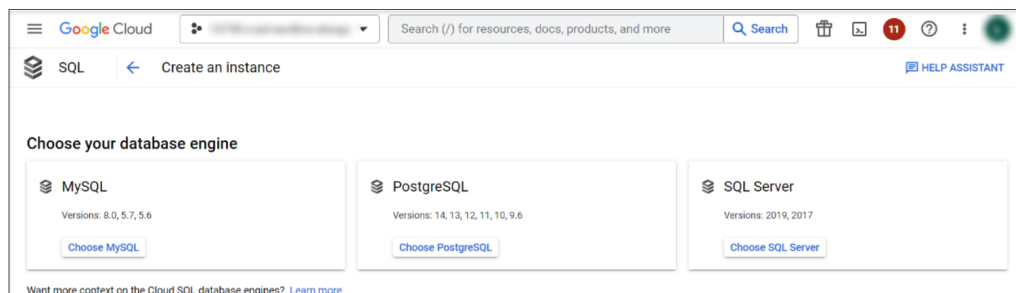 Google Cloud
Search (/) for resources, docs, products, and more
Search
11
SQL
Create an instance
HELP ASSISTANT
Choose your database engine
MySQL
Versions: 8.0, 5.7, 5.6
Choose MySQL
PostgreSQL
Versions: 14, 13, 12, 11, 10, 9.6
Choose PostgreSQL
SQL Server
Versions: 2019, 2017
Choose SQL Server
Want more context on the Cloud SQL database engines? Learn more